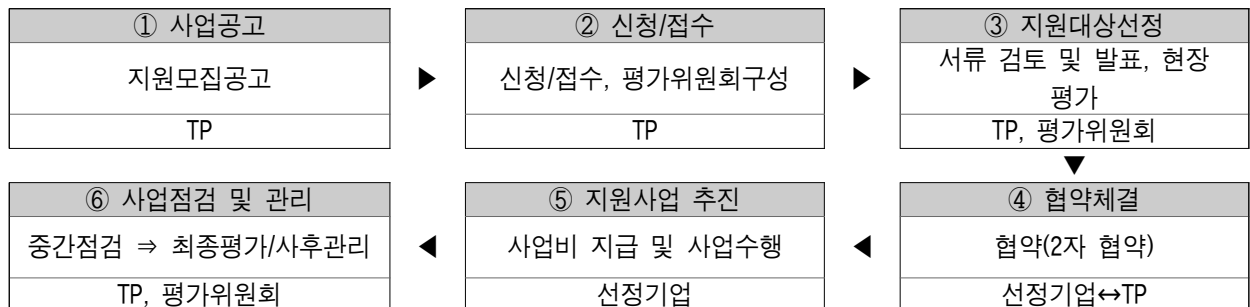 ① 사업공고
지원모집공고
TP
▶
② 신청/접수
신청/접수, 평가위원회구성
TP
▶
③ 지원대상선정
서류 검토 및 발표, 현장
평가
TP, 평가위원회
▼
④ 협약체결
협약(2자 협약)
선정기업↔TP
◀
⑤ 지원사업 추진
사업비 지급 및 사업수행
선정기업
◀
⑥ 사업점검 및 관리
중간점검 ⇒ 최종평가/사후관리
TP, 평가위원회